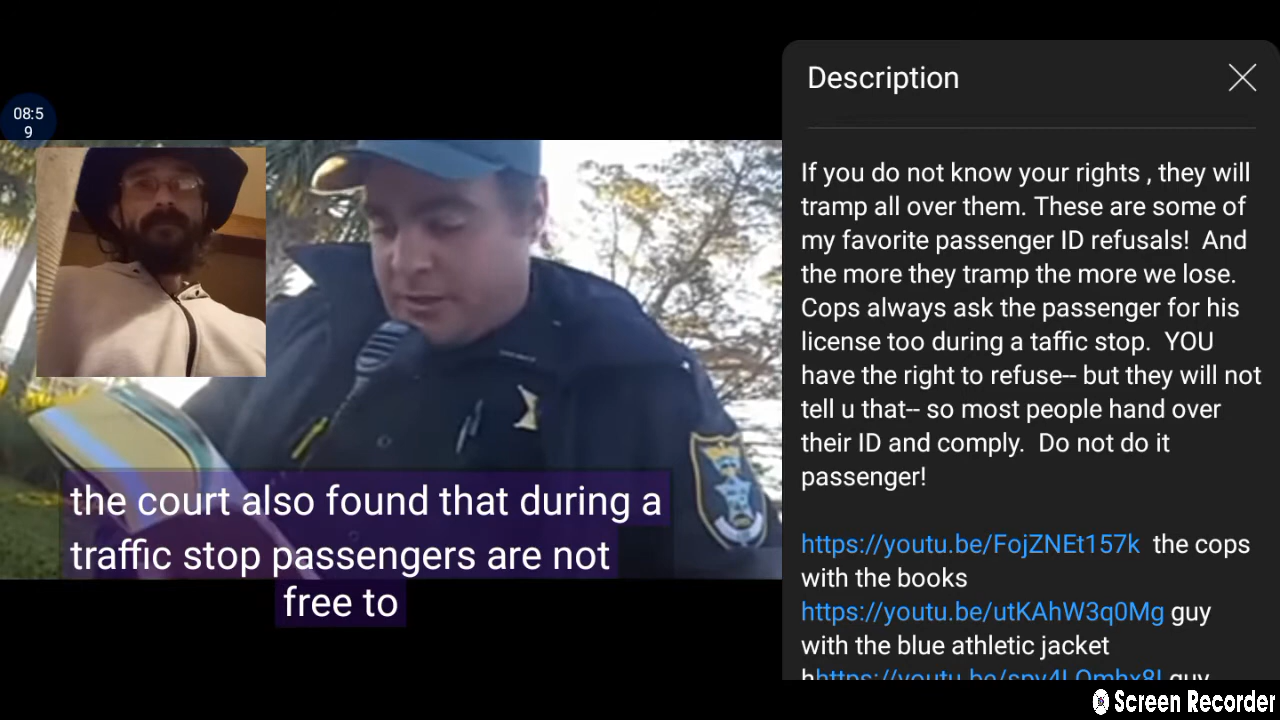 Description
08:5
9
If you do not know your rights , they will
tramp all over them. These are some of
my favorite passenger ID refusals!  And
the more they tramp the more we lose.
Cops always ask the passenger for his
license too during a taffic stop.  YOU
have the right to refuse-- but they will not
tell u that-- so most people hand over
their ID and comply.  Do not do it
passenger!
https://youtu.be/FojZNEt157k  the cops
with the books
https://youtu.be/utKAhW3q0Mg guy
with the blue athletic jacket
the court also found that during a
traffic stop passengers are not
free to
Screen Recorder